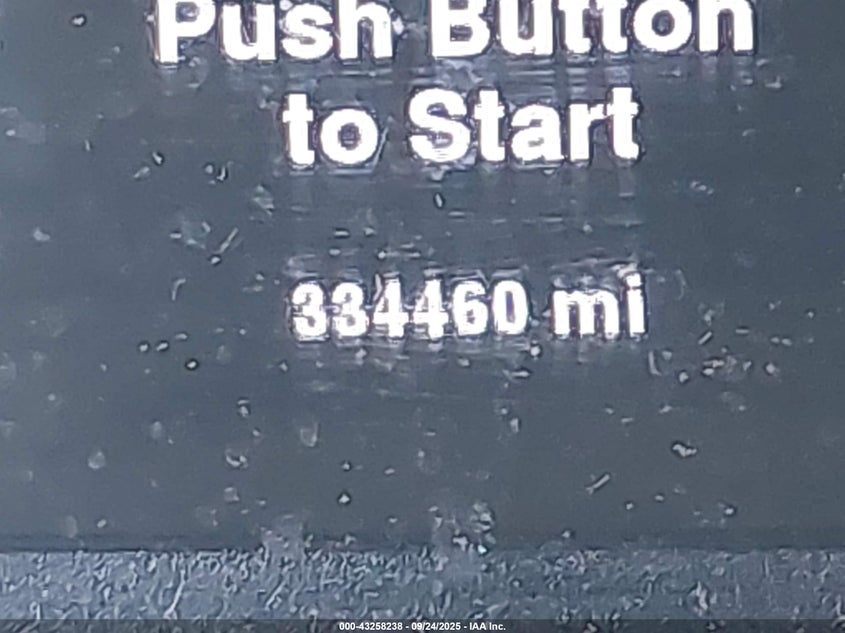 Push Button
to Start
334460 mi
000-43258238 - 09/24/2025 - IAA Inc.